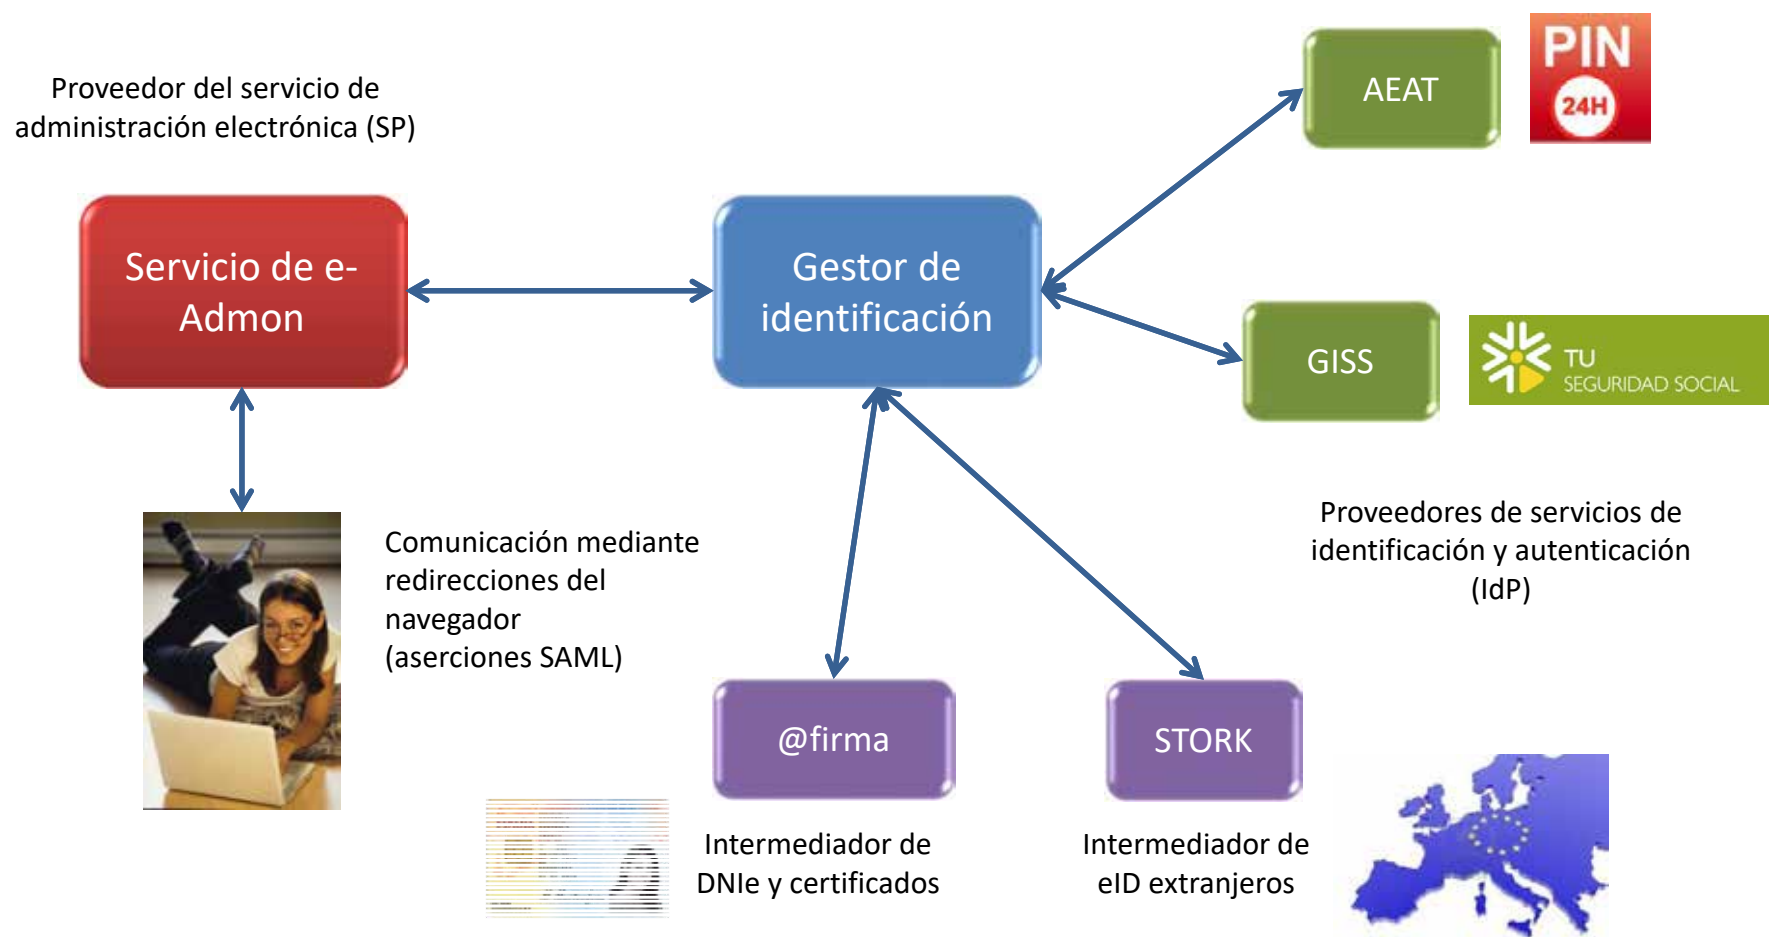 Proveedor del servicio de
administración electrónica (SP)
Servicio de e-
Admon
Gestor de
identificación
AEAT
PIN
24H
GISS
TU
SEGURIDAD SOCIAL
Proveedores de servicios de
identificación y autenticación
(IdP)
Comunicación mediante
redirecciones del
navegador
(aserciones SAML)
@firma
STORK
Intermediador de
DNIe y certificados
Intermediador de
eID extranjeros